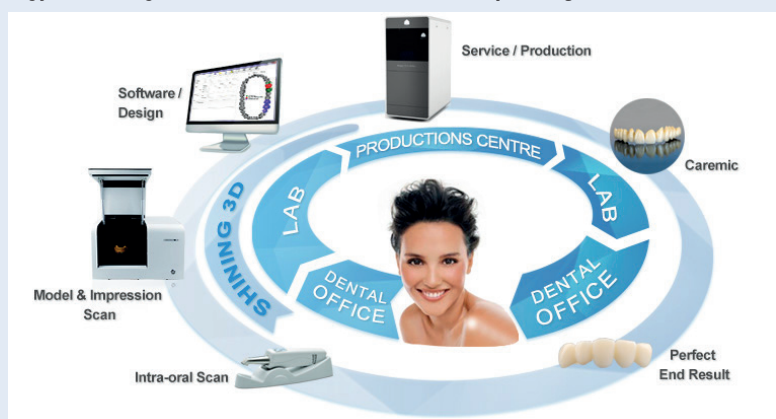 Service / Production
Software /
Design
PRODUCTIONS CENTRE
LAB
LAB
Caremic
SHINING 3D
Model & Impression
Scan
DENTAL
OFFICE
DENTAL
OFFICE
Intra-oral Scan
Perfect
End Result